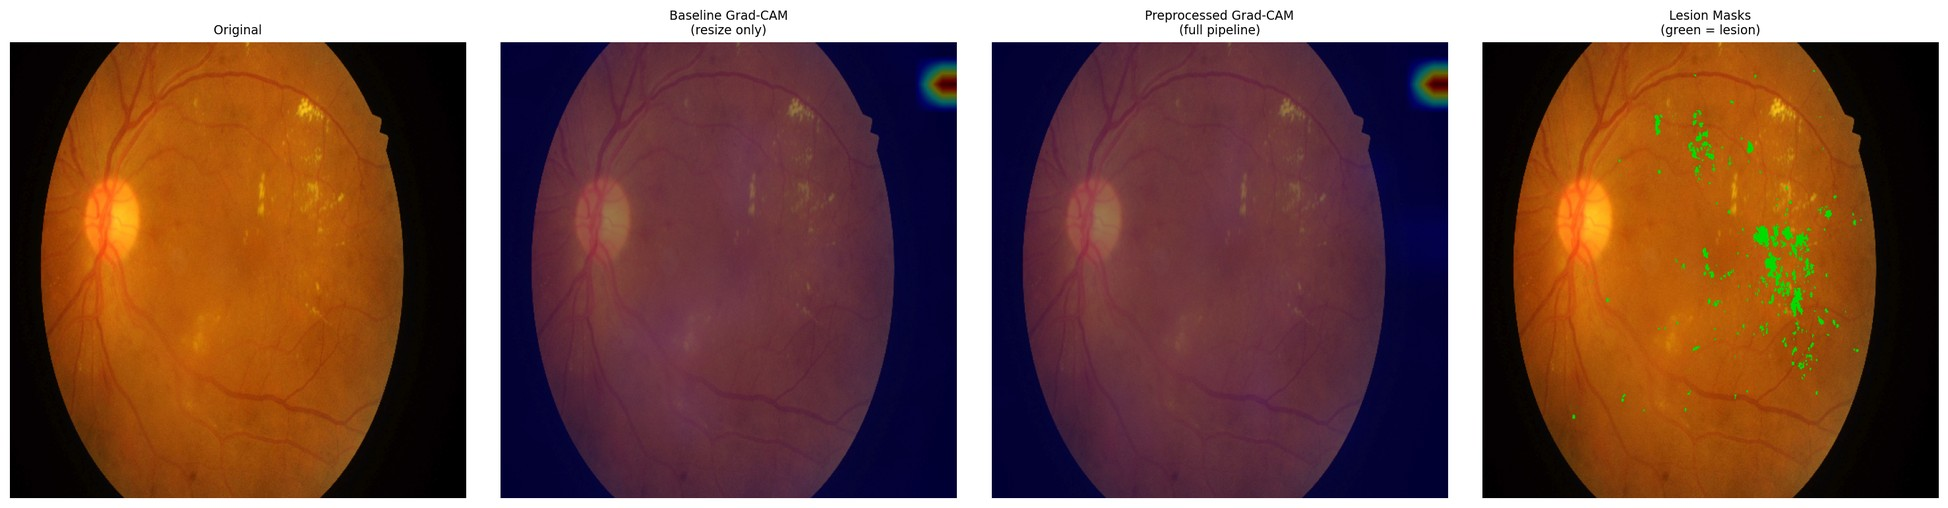 Original
Baseline Grad-CAM
(resize only)
Preprocessed Grad-CAM
(full pipeline)
Lesion Masks
(green = lesion)